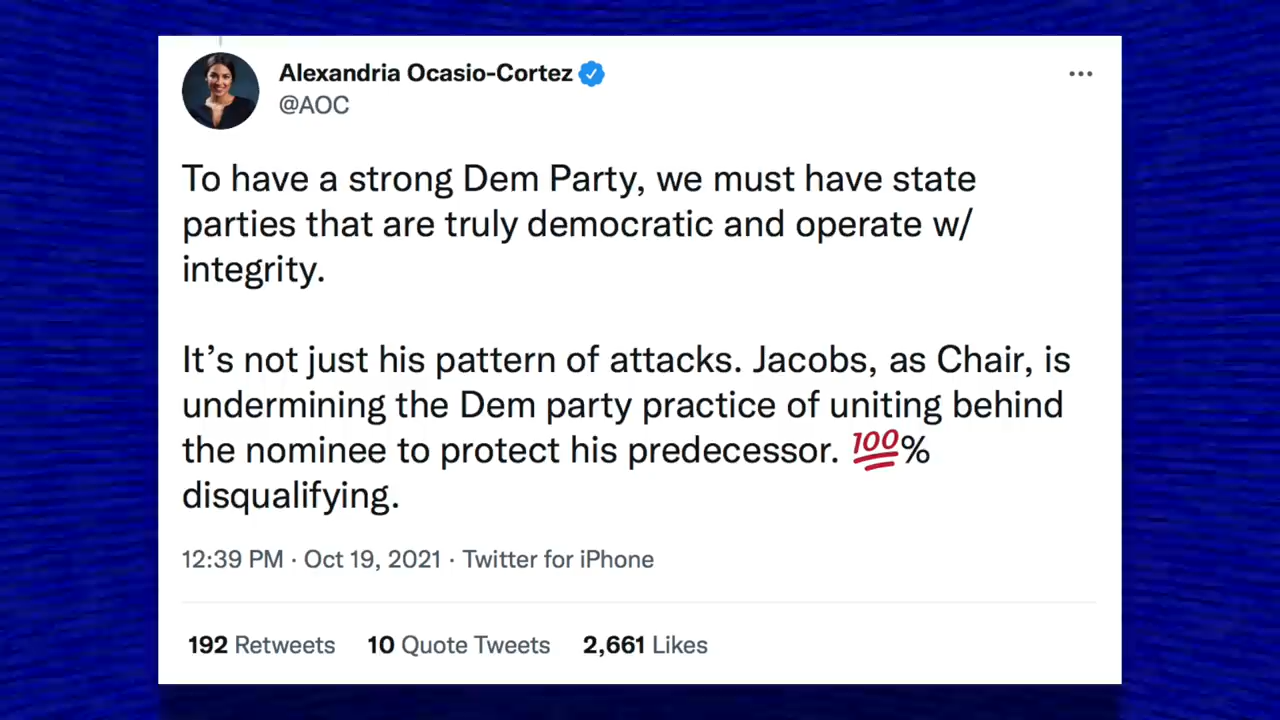 Alexandria Ocasio-Cortez
@AOC
To have a strong Dem Party, we must have state
parties that are truly democratic and operate w/
integrity.
It’s not just his pattern of attacks. Jacobs, as Chair, is
undermining the Dem party practice of uniting behind
the nominee to protect his predecessor. 💯%
disqualifying.
12:39 PM · Oct 19, 2021 · Twitter for iPhone
192 Retweets 10 Quote Tweets 2,661 Likes